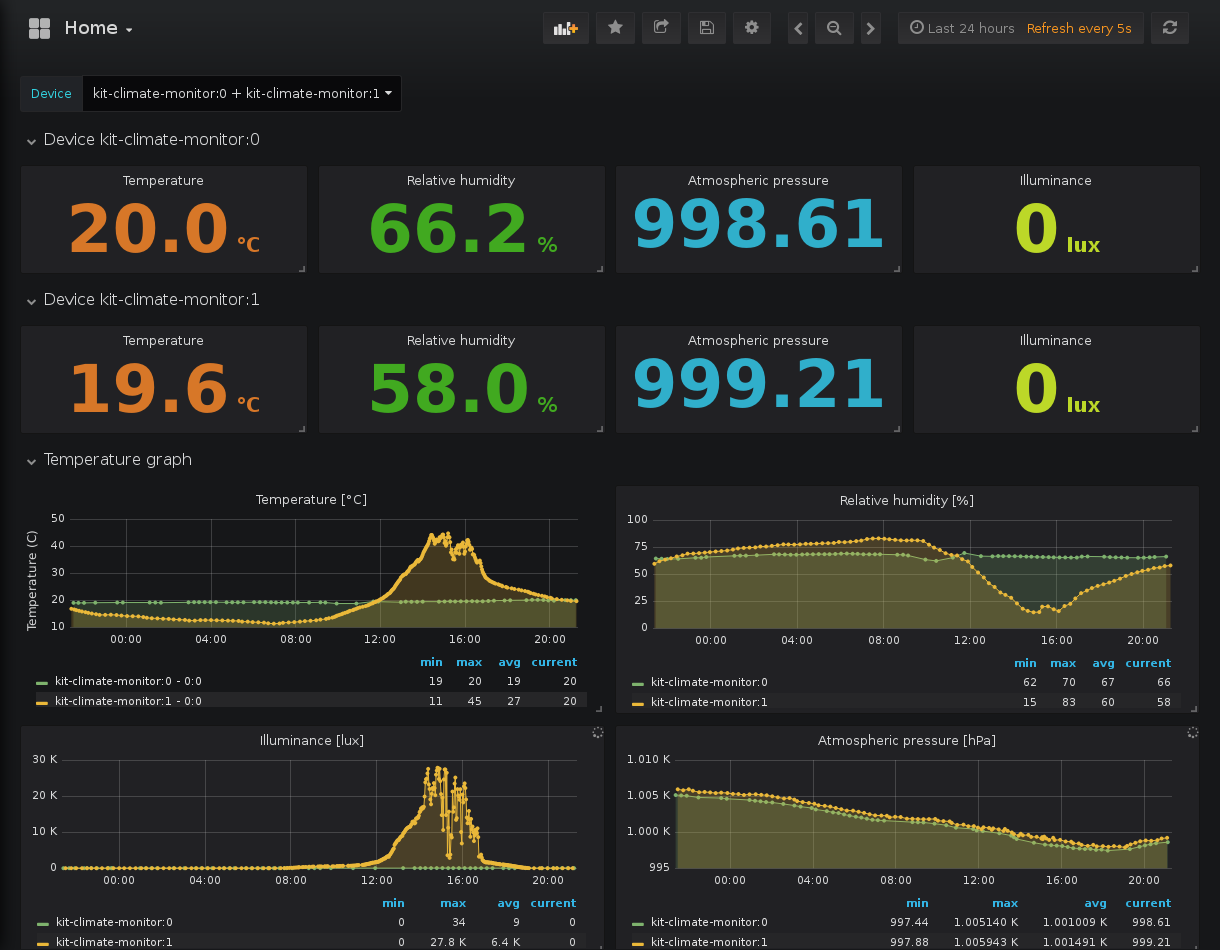 Home
Last 24 hours Refresh every 5s
Device kit-climate-monitor:0 + kit-climate-monitor:1
Device kit-climate-monitor:0
Temperature
20.0 °C
Relative humidity
66.2 %
Atmospheric pressure
998.61
Illuminance
0 lux
Device kit-climate-monitor:1
Temperature
19.6 °C
Relative humidity
58.0 %
Atmospheric pressure
999.21
Illuminance
0 lux
Temperature graph
Temperature [°C]
Temperature (C)
50
40
30
20
10
00:00 04:00 08:00 12:00 16:00 20:00
min max avg current
kit-climate-monitor:0 - 0:0 19 20 19 20
kit-climate-monitor:1 - 0:0 11 45 27 20
Relative humidity [%]
100
75
50
25
0
00:00 04:00 08:00 12:00 16:00 20:00
min max avg current
kit-climate-monitor:0 62 70 67 66
kit-climate-monitor:1 15 83 60 58
Illuminance [lux]
30 K
20 K
10 K
0
00:00 04:00 08:00 12:00 16:00 20:00
min max avg current
kit-climate-monitor:0 0 34 9 0
kit-climate-monitor:1 0 27.8 K 6.4 K 0
Atmospheric pressure [hPa]
1.010 K
1.005 K
1.000 K
995
00:00 04:00 08:00 12:00 16:00 20:00
min max avg current
kit-climate-monitor:0 997.44 1.005140 K 1.001009 K 998.61
kit-climate-monitor:1 997.88 1.005943 K 1.001491 K 999.21